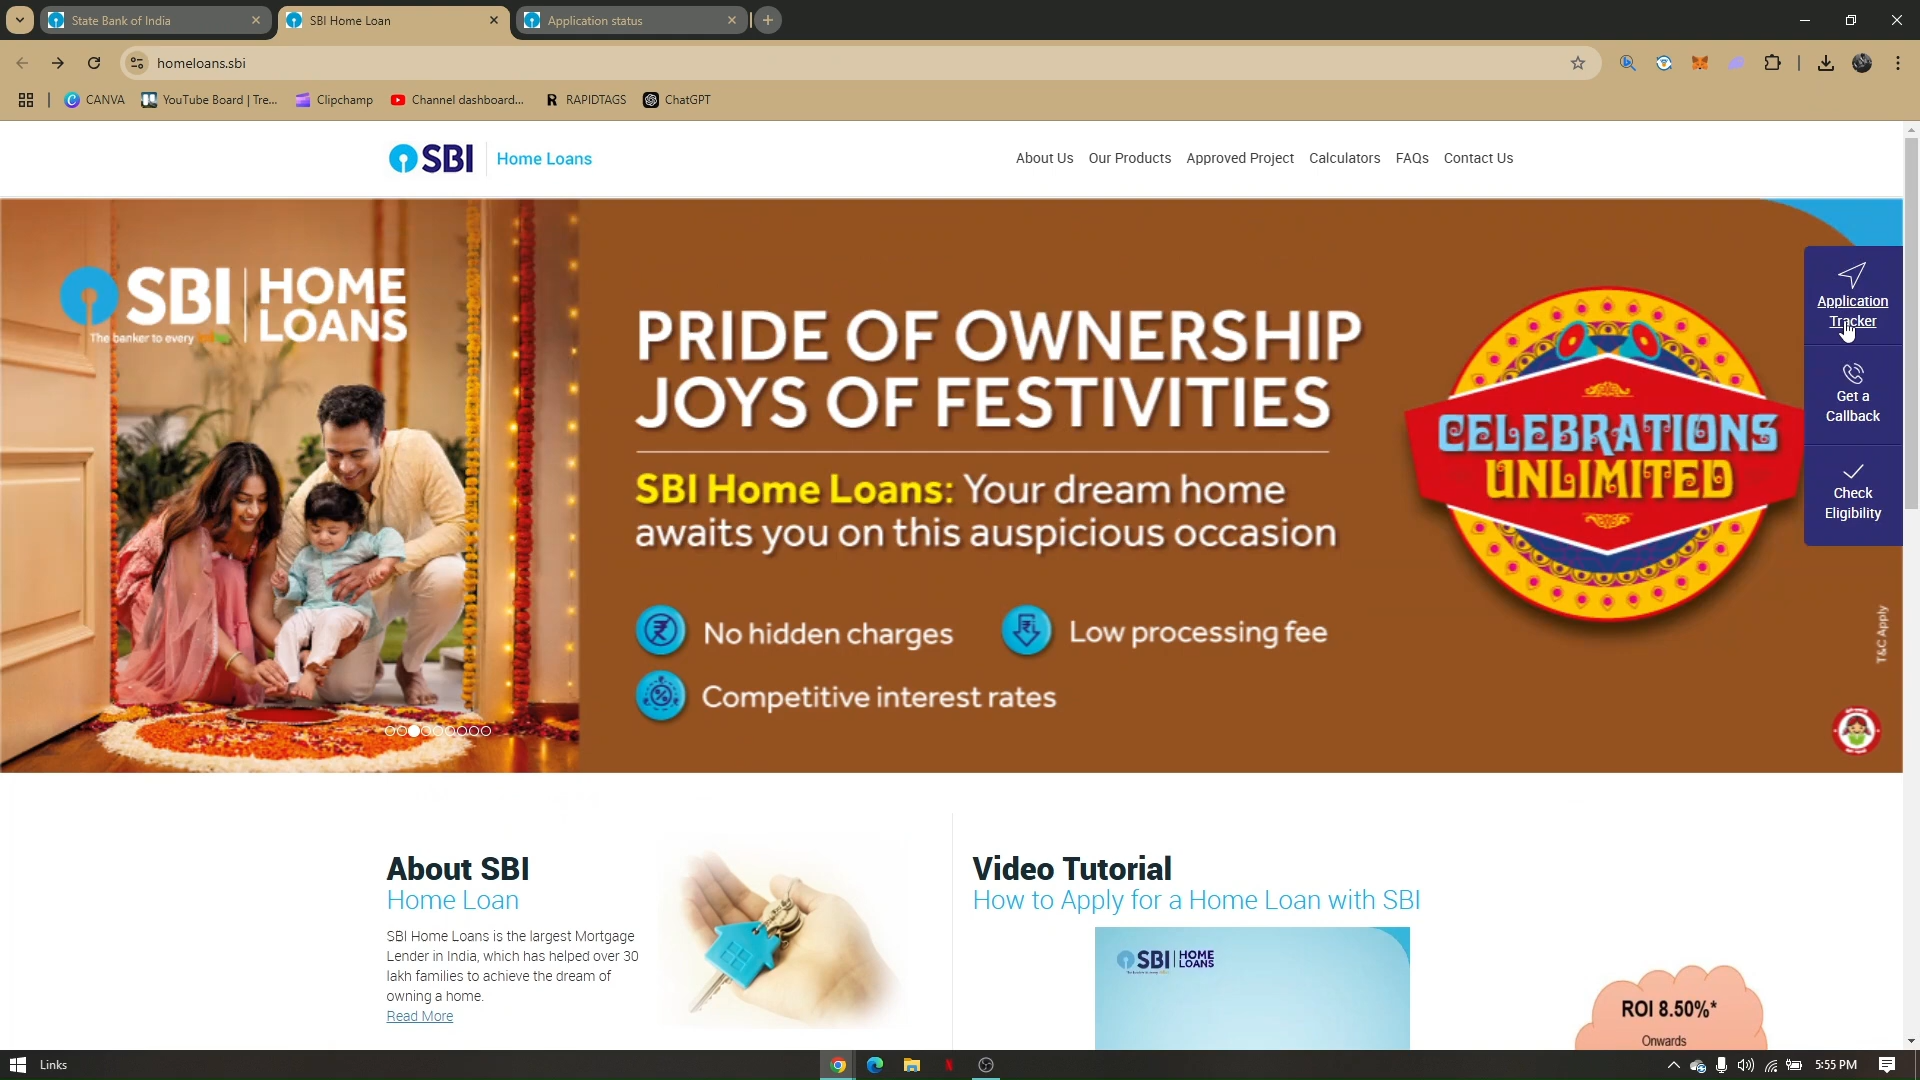 State Bank of India
SBI Home Loan
Application status
homeloans.sbi
CANVA
YouTube Board | Tre...
Clipchamp
Channel dashboard...
RAPIDTAGS
ChatGPT
SBI Home Loans
About Us
Our Products
Approved Project
Calculators
FAQs
Contact Us
SBI HOME LOANS
The banker to every
PRIDE OF OWNERSHIP
JOYS OF FESTIVITIES
SBI Home Loans: Your dream home
awaits you on this auspicious occasion
No hidden charges
Low processing fee
Competitive interest rates
CELEBRATIONS
UNLIMITED
T&C Apply
Application
Tracker
Get a
Callback
Check
Eligibility
About SBI
Home Loan
SBI Home Loans is the largest Mortgage
Lender in India, which has helped over 30
lakh families to achieve the dream of
owning a home.
Read More
Video Tutorial
How to Apply for a Home Loan with SBI
SBI HOME LOANS
ROI 8.50%*
Onwards
Links
5:55 PM